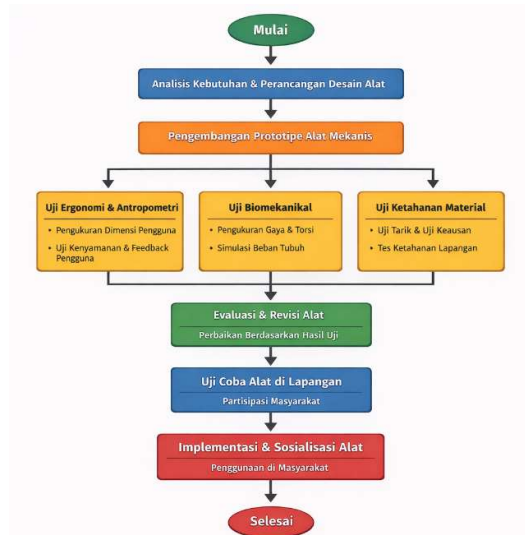 Mulai
Analisis Kebutuhan & Perancangan Desain Alat
Pengembangan Prototipe Alat Mekanis
Uji Ergonomi & Antropometri
• Pengukuran Dimensi Pengguna
• Uji Kenyamanan & Feedback
Pengguna
Uji Biomekanikal
• Pengukuran Gaya & Torsi
• Simulasi Beban Tubuh
Uji Ketahanan Material
• Uji Tarik & Uji Keausan
• Tes Ketahanan Lapangan
Evaluasi & Revisi Alat
Perbaikan Berdasarkan Hasil Uji
Uji Coba Alat di Lapangan
Partisipasi Masyarakat
Implementasi & Sosialisasi Alat
Penggunaan di Masyarakat
Selesai